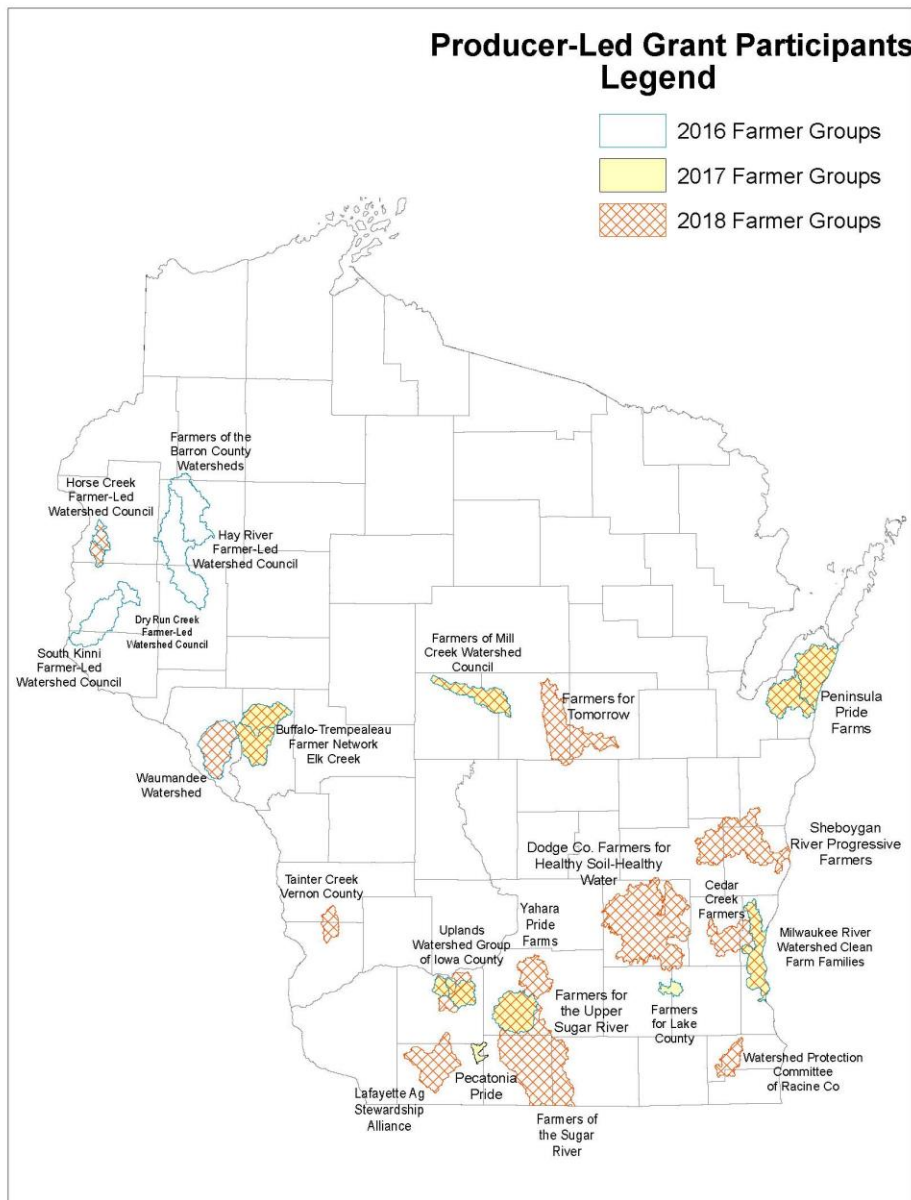 Producer-Led Grant Participants
Legend
2016 Farmer Groups
2017 Farmer Groups
2018 Farmer Groups
Farmers of the
Barron County
Watersheds
Horse Creek
Farmer-Led
Watershed Council
Hay River
Farmer-Led
Watershed Council
Dry Run Creek
Farmer-Led
Watershed Council
South Kinni
Farmer-Led
Watershed Council
Farmers of Mill
Creek Watershed
Council
Farmers for
Tomorrow
Peninsula
Pride
Farms
Buffalo-Trempealeau
Farmer Network
Elk Creek
Waumandee
Watershed
Sheboygan
River Progressive
Farmers
Dodge Co. Farmers for
Healthy Soil-Healthy
Water
Tainter Creek
Vernon County
Cedar
Creek
Farmers
Yahara
Pride
Farms
Uplands
Watershed Group
of Iowa County
Milwaukee River
Watershed Clean
Farm Families
Farmers for
the Upper
Sugar River
Farmers
for Lake
County
Watershed Protection
Committee
of Racine Co
Pecatonia
Pride
Lafayette Ag
Stewardship
Alliance
Farmers of
the Sugar
River